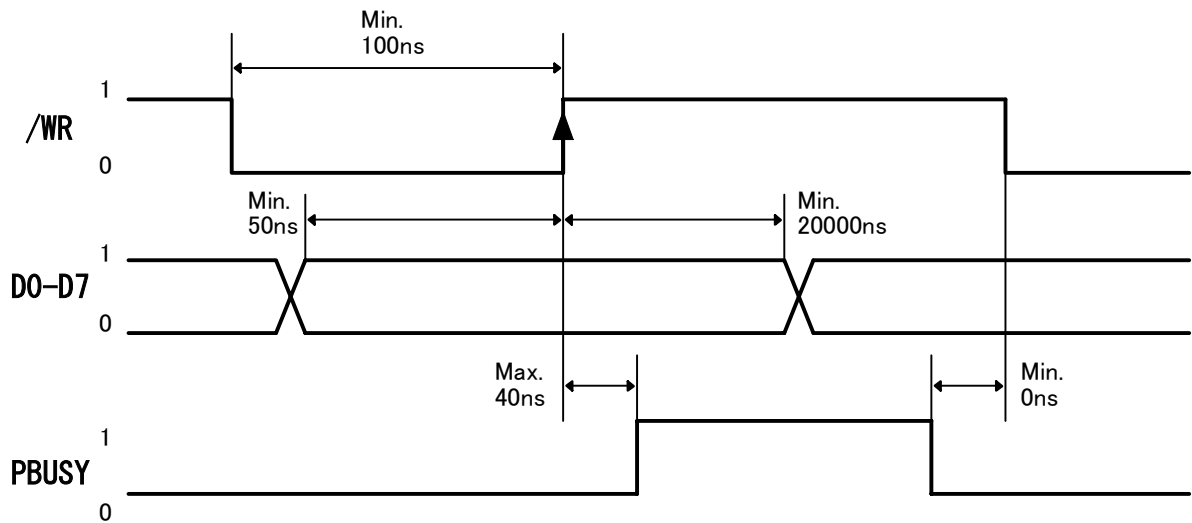 Min.
100ns
1
/WR
0
Min.
50ns
Min.
20000ns
1
D0-D7
0
Max.
40ns
Min.
0ns
1
PBUSY
0